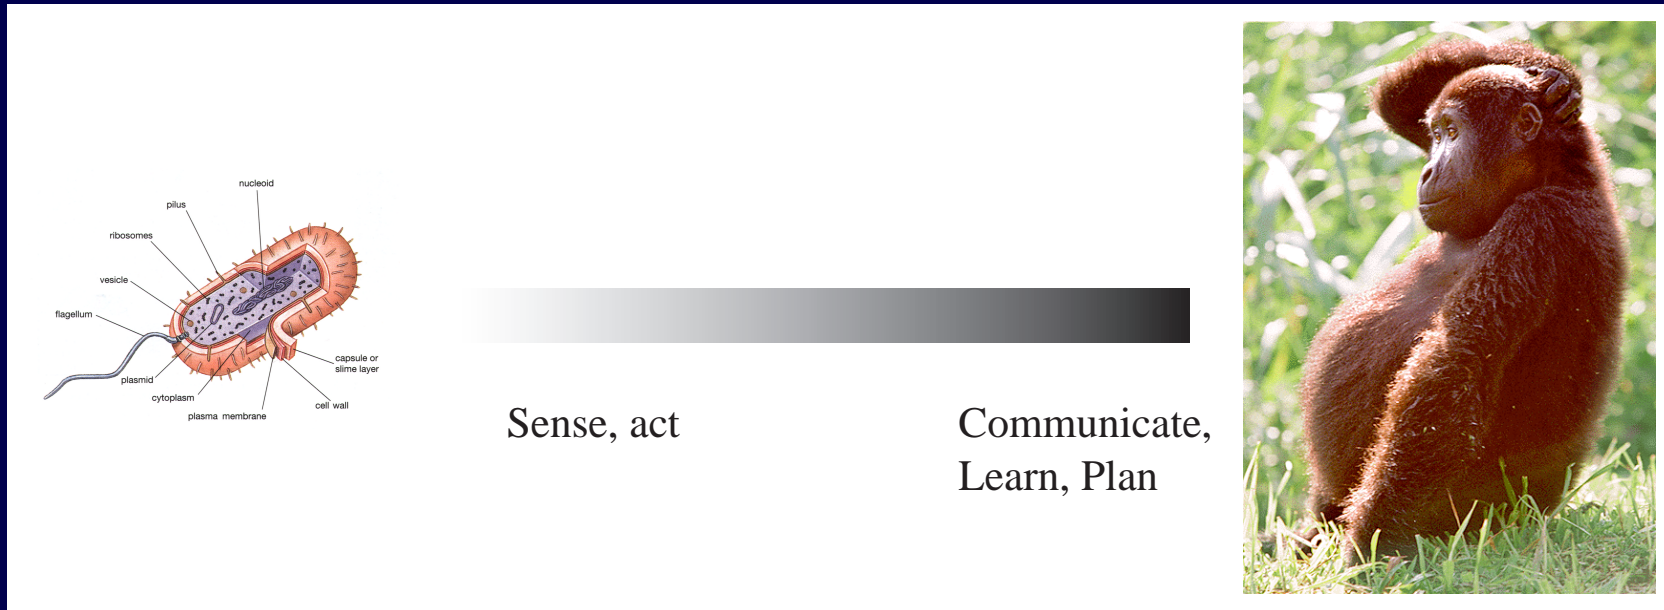 nucleoid
pilus
ribosomes
vesicle
flagellum
plasmid
cytoplasm
plasma membrane
cell wall
capsule or
slime layer
Sense, act
Communicate,
Learn, Plan